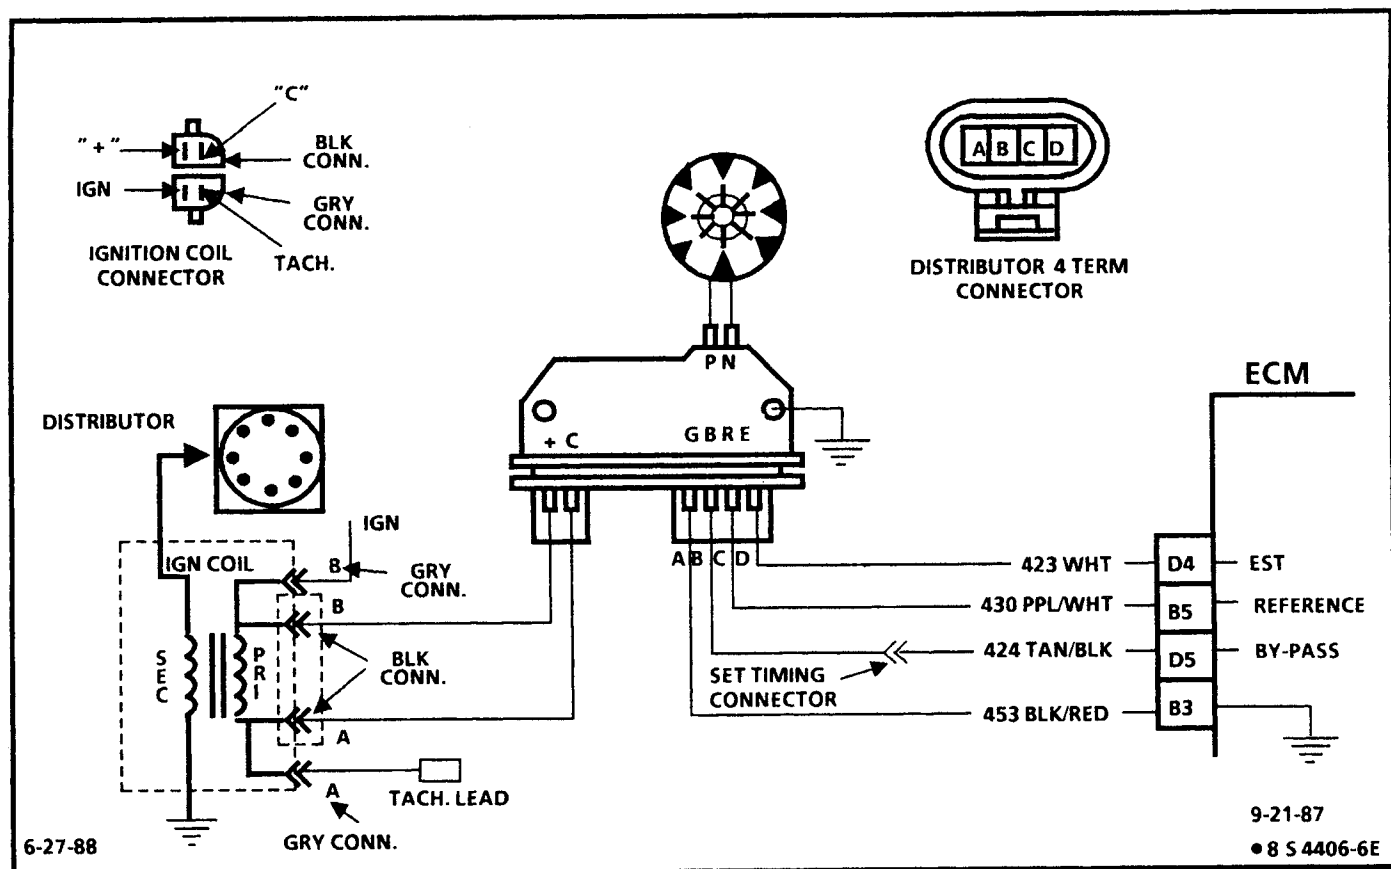 "C"
" + "
BLK
CONN.
IGN
GRY
CONN.
IGNITION COIL
CONNECTOR
TACH.
A B C D
DISTRIBUTOR 4 TERM
CONNECTOR
P N
+ C
G B R E
ECM
DISTRIBUTOR
IGN
IGN COIL
B
GRY
CONN.
B
SEC
PRI
BLK
CONN.
A
A
TACH. LEAD
GRY CONN.
A B C D
423 WHT
D4
EST
430 PPL/WHT
B5
REFERENCE
424 TAN/BLK
D5
BY-PASS
SET TIMING
CONNECTOR
453 BLK/RED
B3
6-27-88
9-21-87
• 8 S 4406-6E